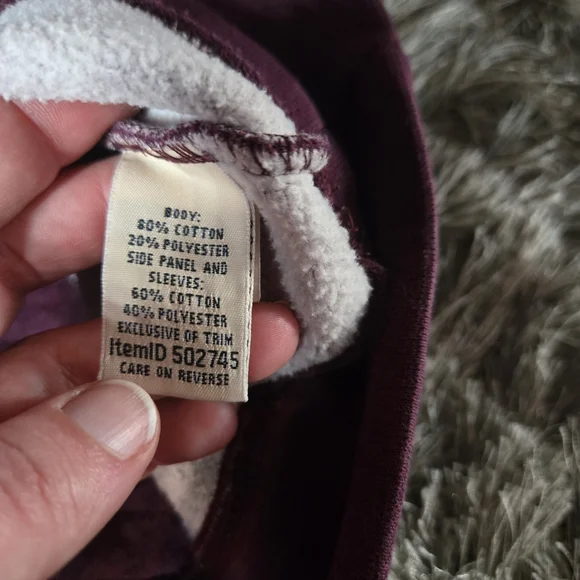 BODY:
80% COTTON
20% POLYESTER
SIDE PANEL AND
SLEEVES:
60% COTTON
40% POLYESTER
EXCLUSIVE OF TRIM
ItemID 502745
CARE ON REVERSE